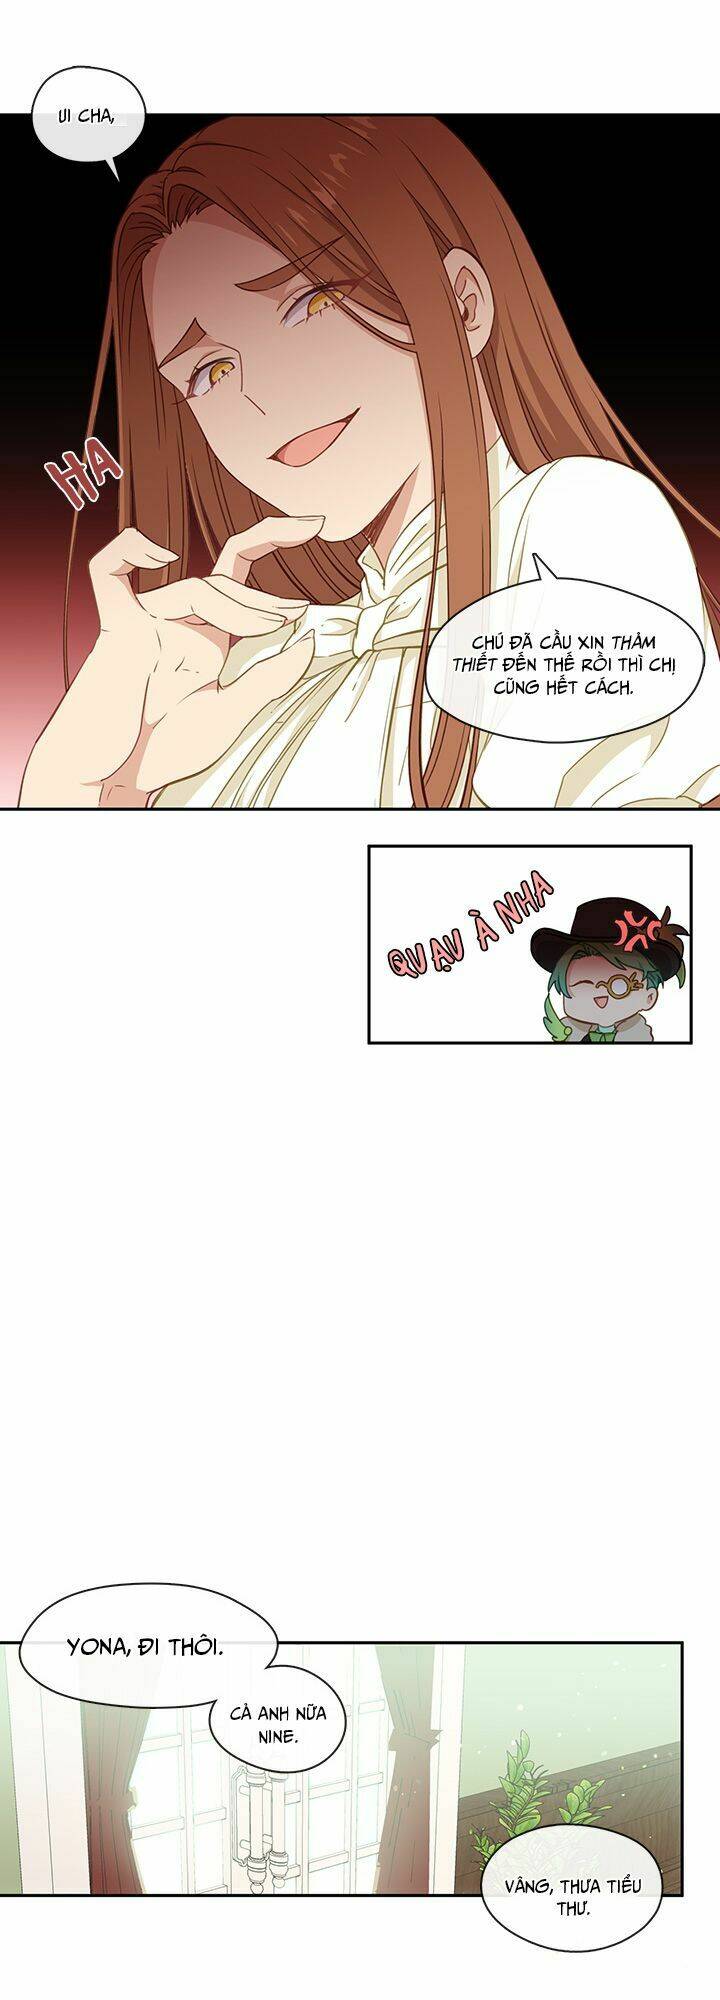 ui cha,
HA
CHÚ ĐÃ CẦU XIN THẢM
THIẾT ĐẾN THẾ RỒI THÌ CHỊ
CŨNG HẾT CÁCH.
QUẠU À NHA
YONA, ĐI THÔI.
CẢ ANH NỮA
NINE.
VÂNG, THƯA TIỂU
THƯ.